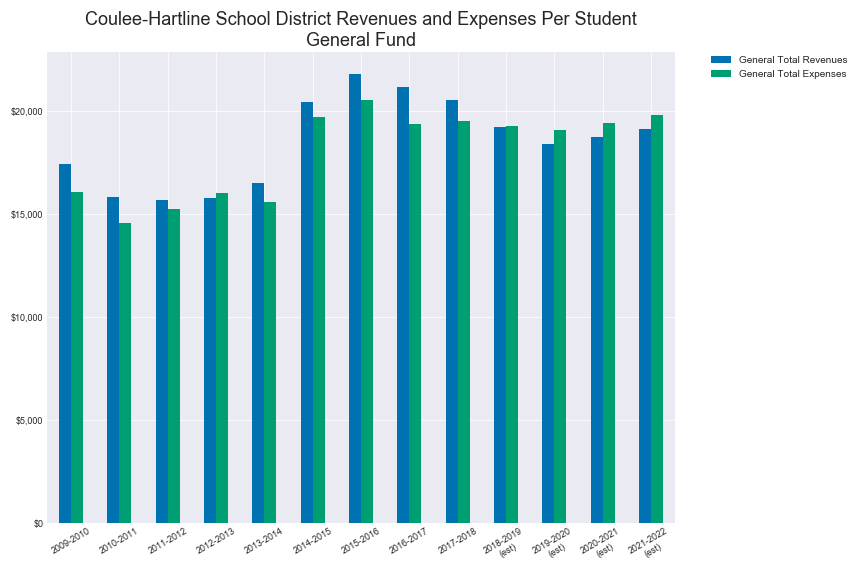 Coulee-Hartline School District Revenues and Expenses Per Student
General Fund
General Total Revenues
General Total Expenses
$20,000
$15,000
$10,000
$5,000
$0
2009-2010
2010-2011
2011-2012
2012-2013
2013-2014
2014-2015
2015-2016
2016-2017
2017-2018
2018-2019
(est)
2019-2020
(est)
2020-2021
(est)
2021-2022
(est)